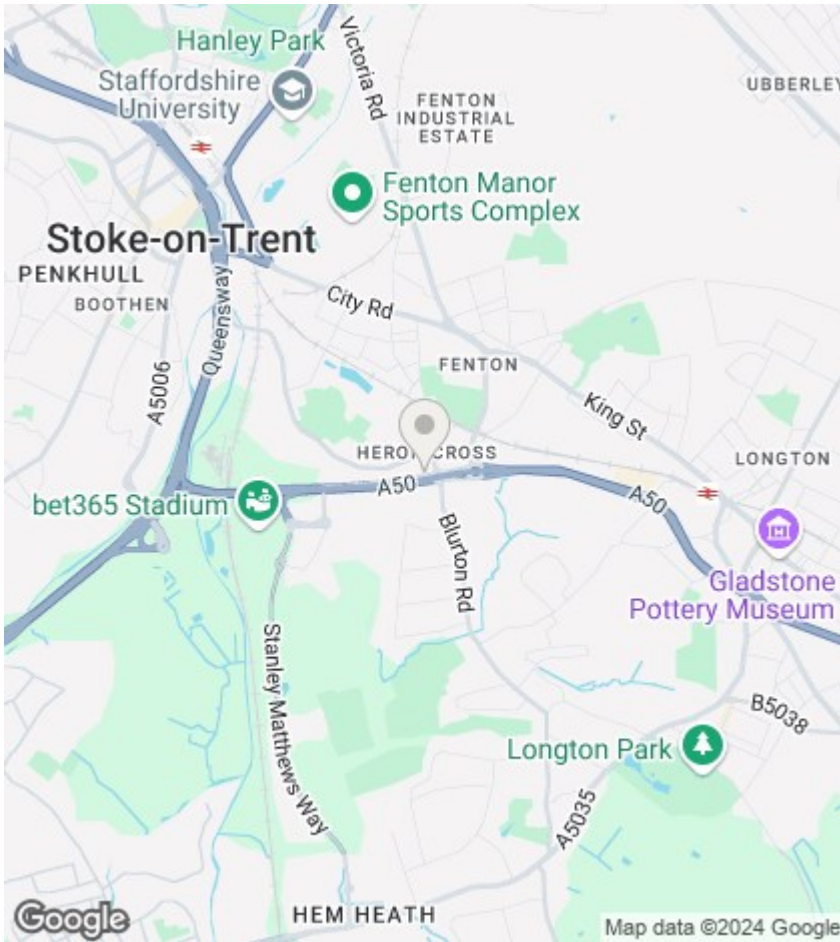 Hanley Park
Staffordshire
University
Victoria Rd
FENTON
INDUSTRIAL
ESTATE
UBBERLEY
Fenton Manor
Sports Complex
Stoke-on-Trent
PENKHULL
BOOTHEN
Queensway
City Rd
A5006
FENTON
King St
HERON CROSS
LONGTON
bet365 Stadium
A50
A50
Blurton Rd
Gladstone
Pottery Museum
Stanley Matthews Way
B5038
Longton Park
A5035
HEM HEATH
Google
Map data ©2024 Google